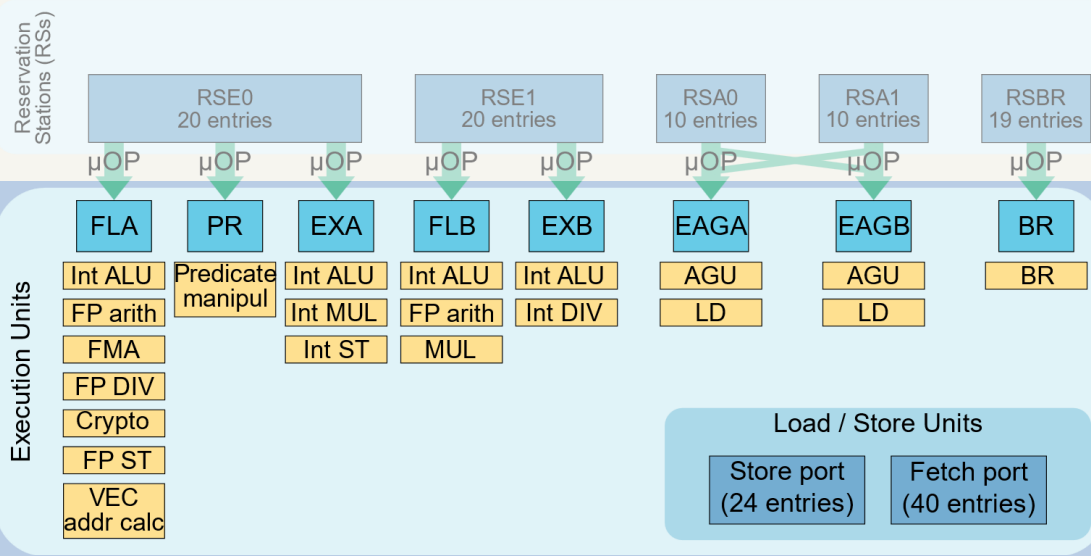 Reservation
Stations (RSs)
RSE0
20 entries
RSE1
20 entries
RSA0
10 entries
RSA1
10 entries
RSBR
19 entries
µOP
µOP
µOP
µOP
µOP
µOP
µOP
µOP
Execution Units
FLA
PR
EXA
FLB
EXB
EAGA
EAGB
BR
Int ALU
FP arith
FMA
FP DIV
Crypto
FP ST
VEC
addr calc
Predicate
manipul
Int ALU
Int MUL
Int ST
Int ALU
FP arith
MUL
Int ALU
Int DIV
AGU
LD
AGU
LD
BR
Load / Store Units
Store port
(24 entries)
Fetch port
(40 entries)